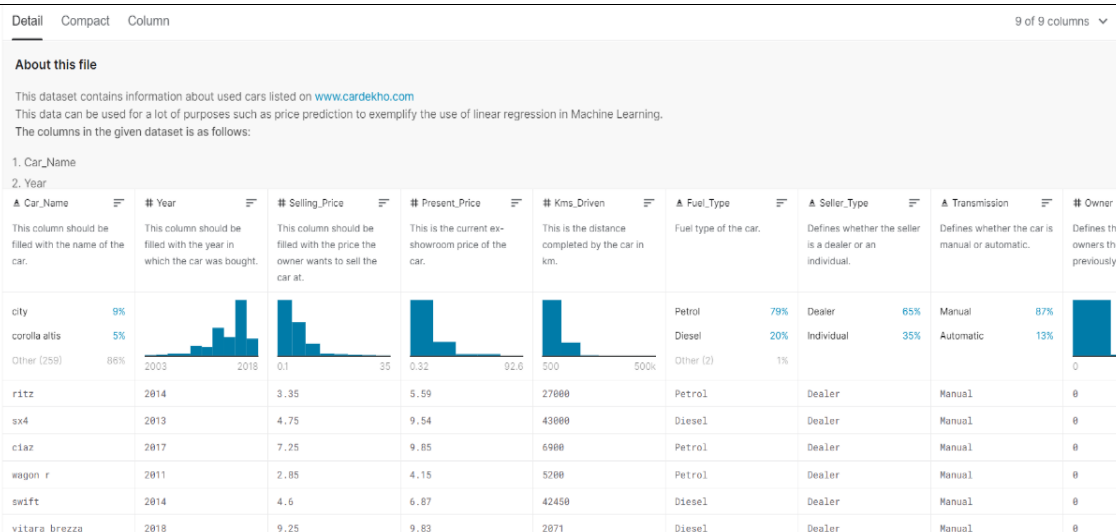 Detail Compact Column 9 of 9 columns
About this file
This dataset contains information about used cars listed on www.cardekho.com
This data can be used for a lot of purposes such as price prediction to exemplify the use of linear regression in Machine Learning.
The columns in the given dataset is as follows:
1. Car_Name
2. Year
A Car_Name # Year # Selling_Price # Present_Price # Kms_Driven A Fuel_Type A Seller_Type A Transmission # Owner
This column should be filled with the name of the car.
This column should be filled with the year in which the car was bought.
This column should be filled with the price the owner wants to sell the car at.
This is the current ex-showroom price of the car.
This is the distance completed by the car in km.
Fuel type of the car.
Defines whether the seller is a dealer or an individual.
Defines whether the car is manual or automatic.
Defines th
owners th
previously
city 9%
corolla altis 5%
Other (259) 86%
2003 2018
0.1 35
0.32 92.6
500 500k
Petrol 79%
Diesel 20%
Other (2) 1%
Dealer 65%
Individual 35%
Manual 87%
Automatic 13%
0
ritz 2014 3.35 5.59 27000 Petrol Dealer Manual 0
sx4 2013 4.75 9.54 43000 Diesel Dealer Manual 0
ciaz 2017 7.25 9.85 6900 Petrol Dealer Manual 0
wagon r 2011 2.85 4.15 5200 Petrol Dealer Manual 0
swift 2014 4.6 6.87 42450 Diesel Dealer Manual 0
vitara brezza 2018 9.25 9.83 2071 Diesel Dealer Manual 0